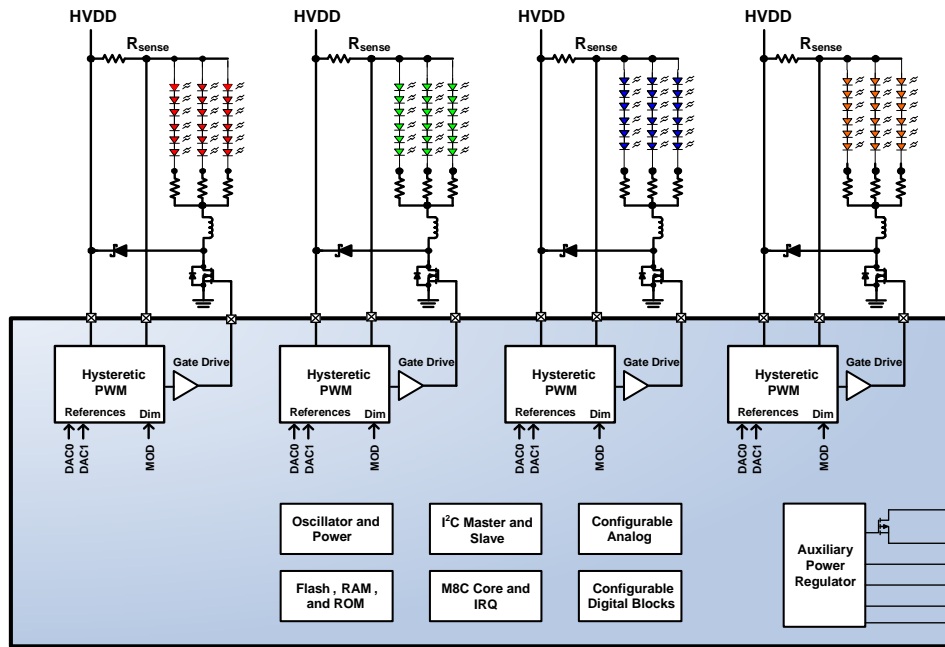 HVDD
HVDD
HVDD
HVDD
Rsense
Rsense
Rsense
Rsense
Hysteretic
PWM
References
Dim
Gate Drive
DAC0
DAC1
MOD
Hysteretic
PWM
References
Dim
Gate Drive
DAC0
DAC1
MOD
Hysteretic
PWM
References
Dim
Gate Drive
DAC0
DAC1
MOD
Hysteretic
PWM
References
Dim
Gate Drive
DAC0
DAC1
MOD
Oscillator and
Power
I2C Master and
Slave
Configurable
Analog
Flash , RAM ,
and ROM
M8C Core and
IRQ
Configurable
Digital Blocks
Auxiliary
Power
Regulator